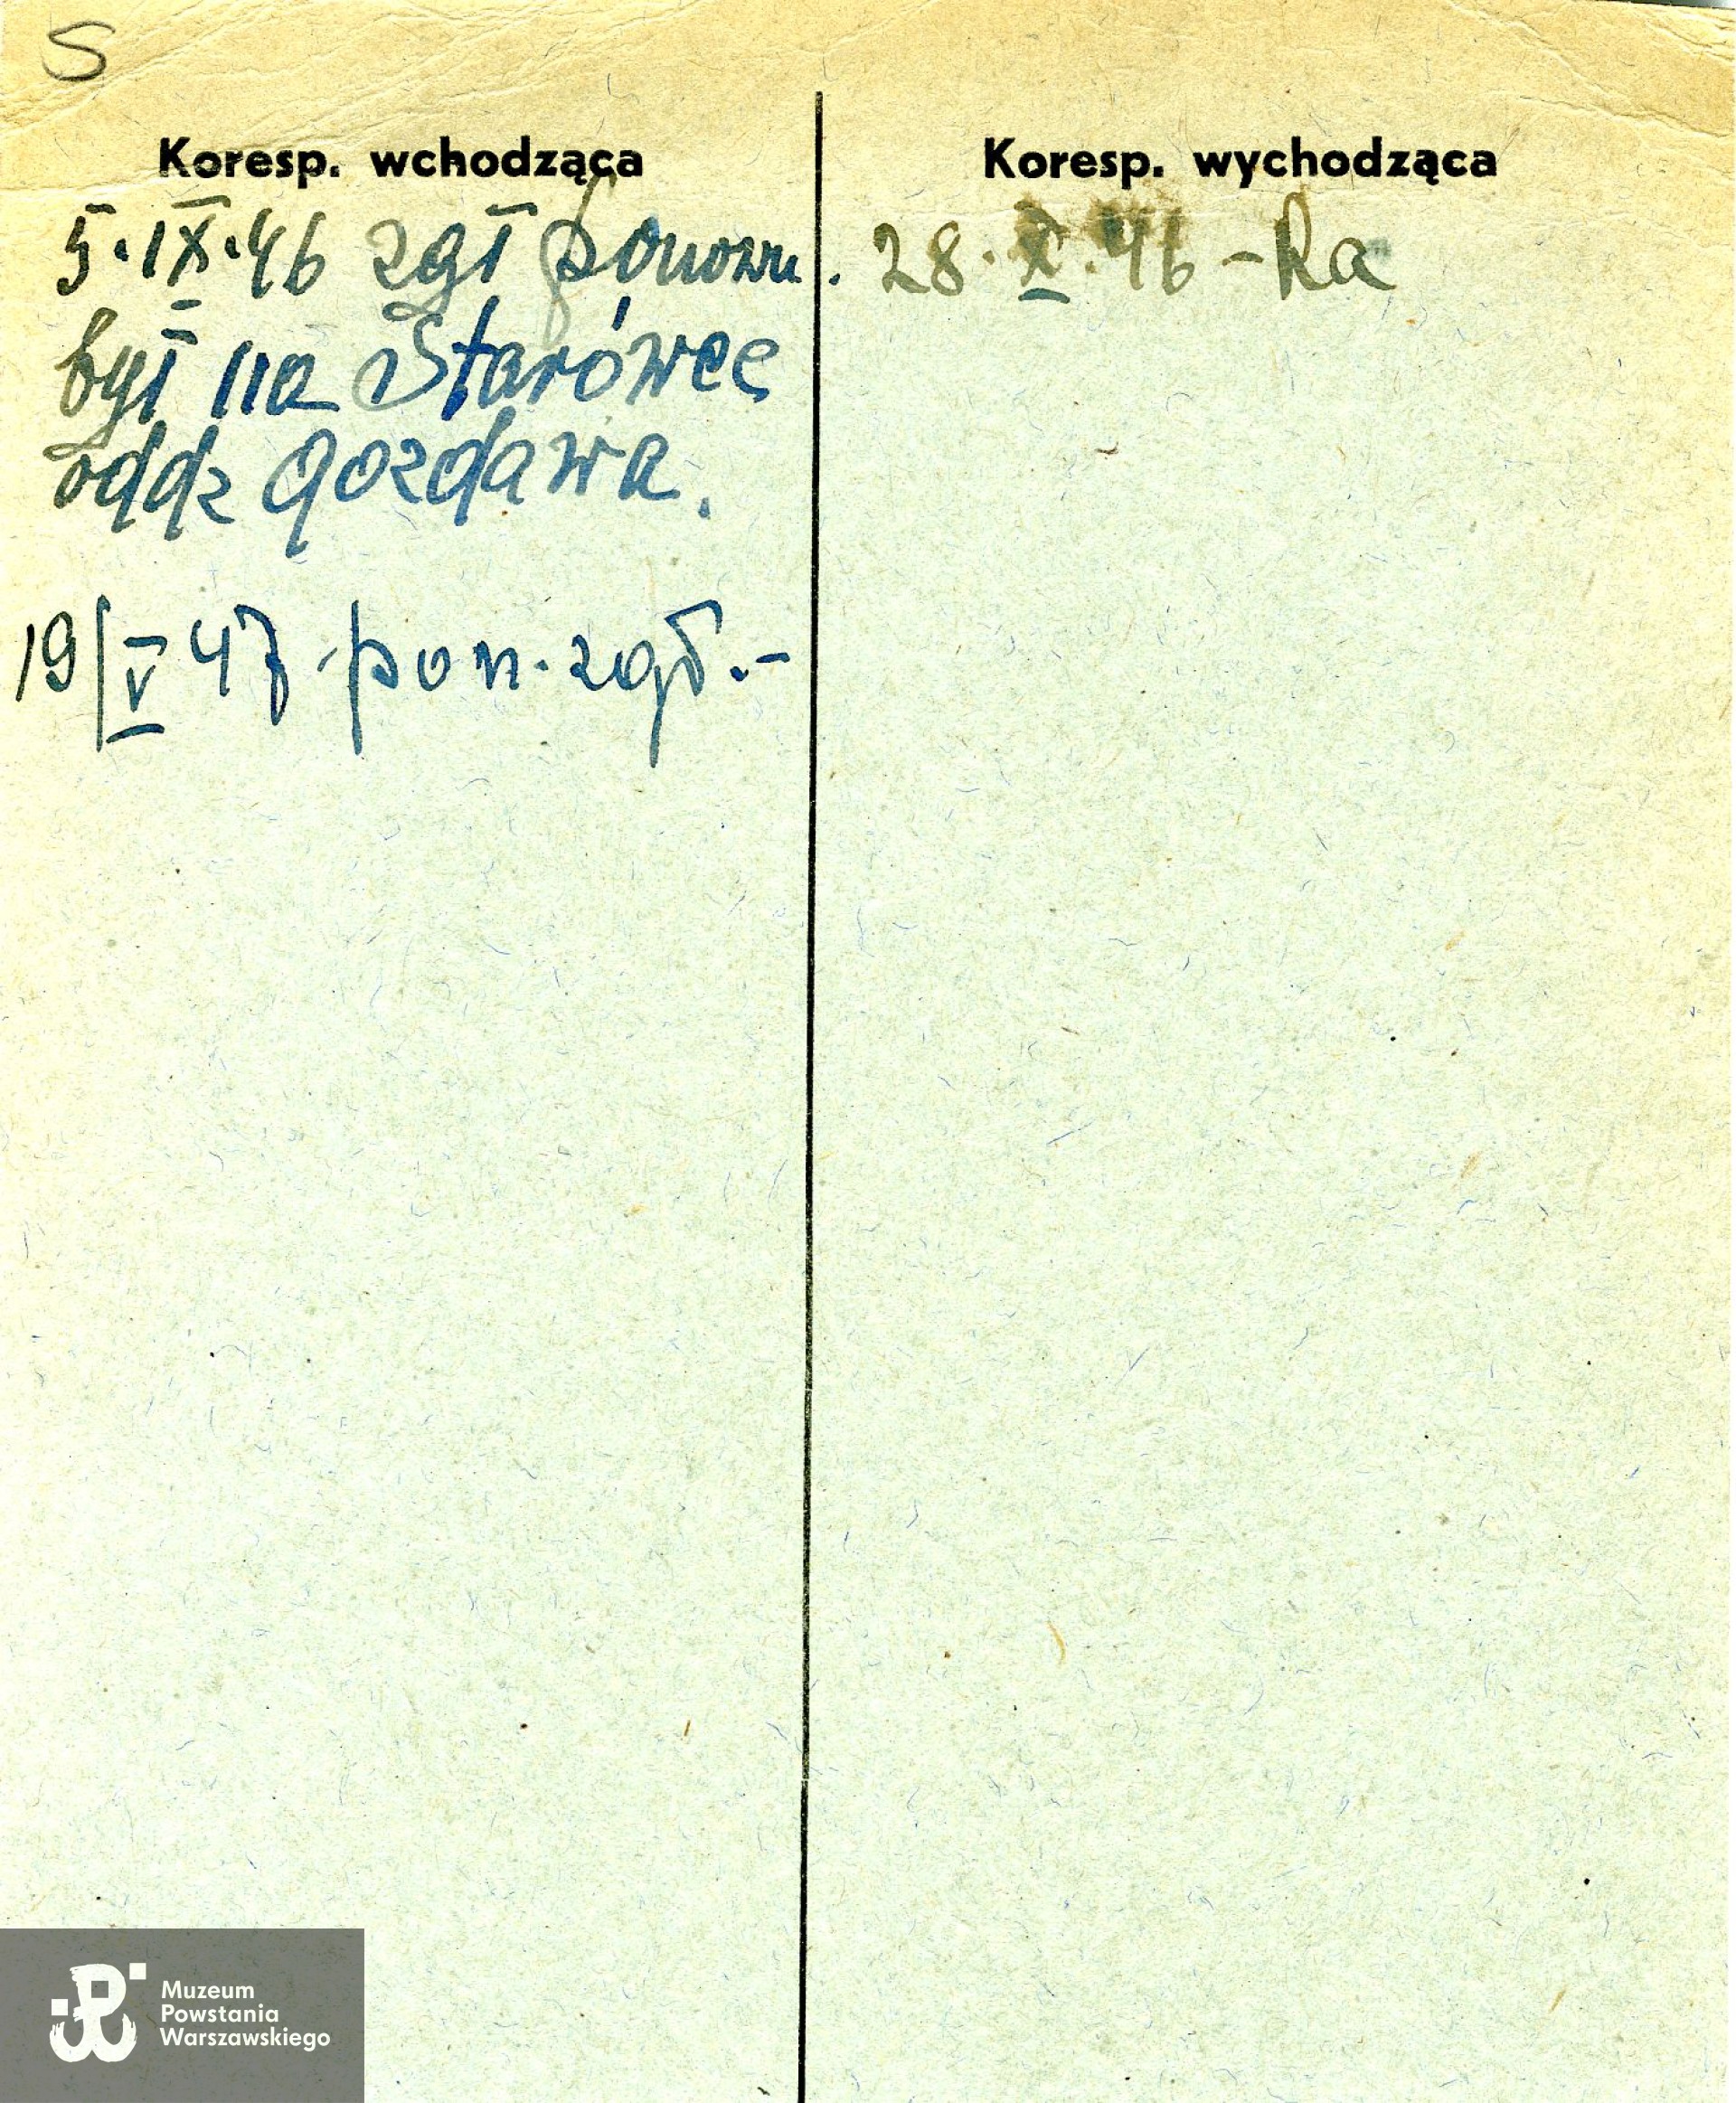 S
Koresp. wchodząca
5.IX.46 zgł ponown.
był na Starówce
oddz Gozdawa.
19/V 47 pon. zgł.-
Koresp. wychodząca
28.X.46 - Ra
Muzeum
Powstania
Warszawskiego